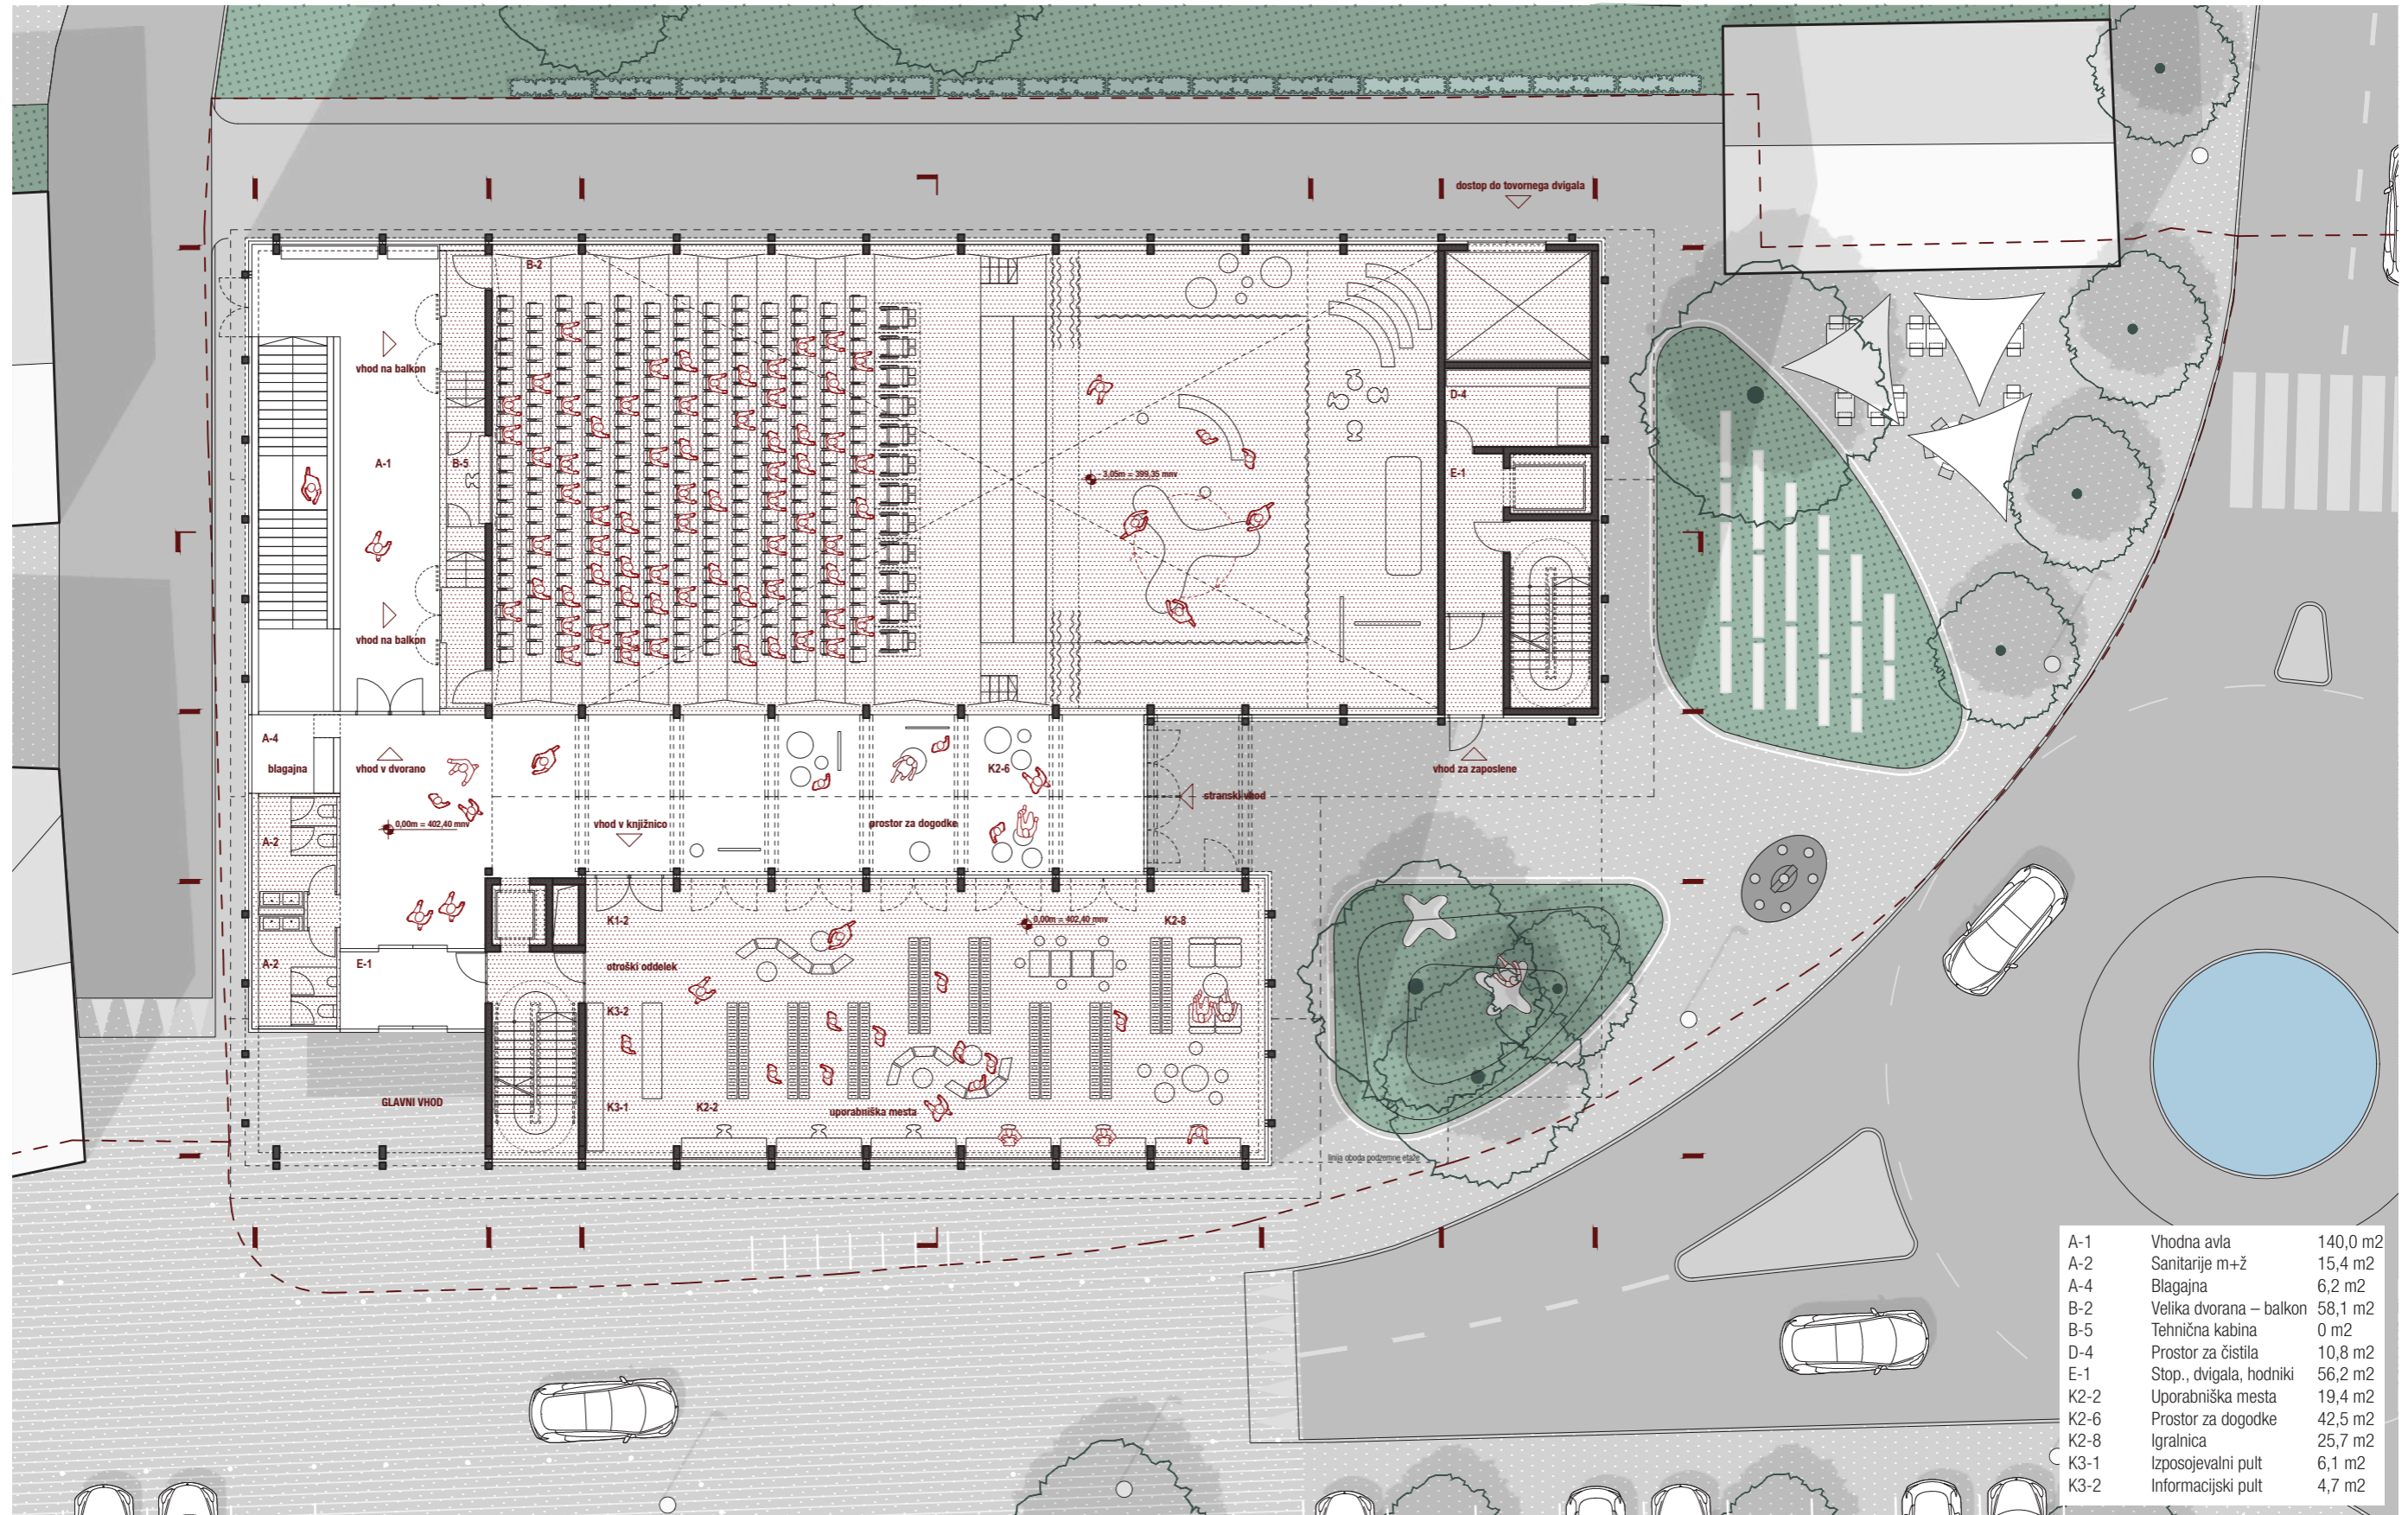 dostop do tovornega dvigala
B-2
vhod na balkon
D-4
A-1
B-5
- 3,05m = 399,35 mnv
E-1
vhod na balkon
A-4
blagajna
vhod v dvorano
K2-6
vhod za zaposlene
stranski vhod
0,00m = 402,40 mnv
vhod v knjižnico
prostor za dogodke
A-2
K1-2
0,00m = 402,40 mnv
K2-8
A-2
E-1
otroški oddelek
K3-2
GLAVNI VHOD
K3-1
K2-2
uporabniška mesta
linija oboda podzemne etaže
A-1 Vhodna avla 140,0 m2
A-2 Sanitarije m+ž 15,4 m2
A-4 Blagajna 6,2 m2
B-2 Velika dvorana – balkon 58,1 m2
B-5 Tehnična kabina 0 m2
D-4 Prostor za čistila 10,8 m2
E-1 Stop., dvigala, hodniki 56,2 m2
K2-2 Uporabniška mesta 19,4 m2
K2-6 Prostor za dogodke 42,5 m2
K2-8 Igralnica 25,7 m2
K3-1 Izposojevalni pult 6,1 m2
K3-2 Informacijski pult 4,7 m2